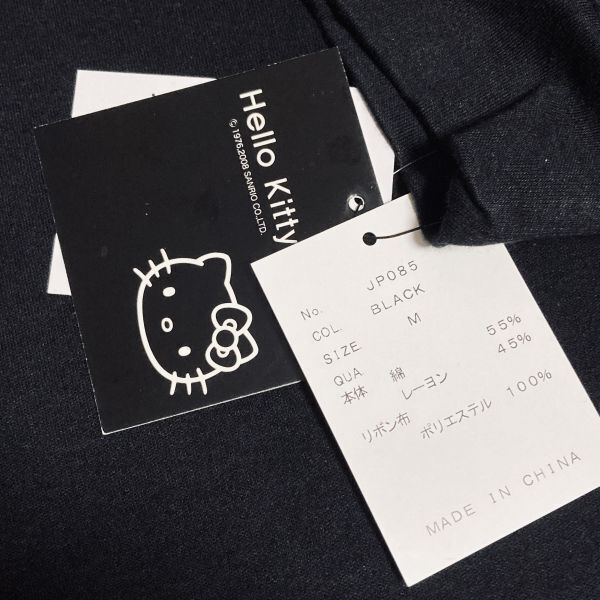 Hello Kitty
© 1976,2008 SANRIO CO.,LTD.
No. JP085
COL. BLACK
SIZE M
QUA
本体 綿 55%
レーヨン 45%
リボン布 ポリエステル 100%
MADE IN CHINA